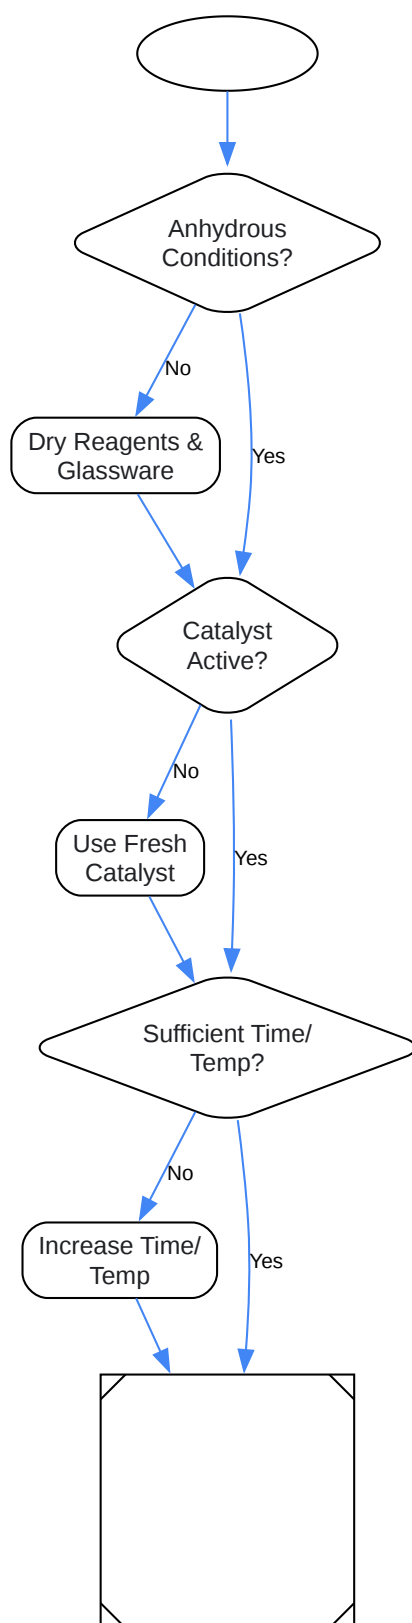 Anhydrous
Conditions?
No
Dry Reagents &
Glassware
Yes
Catalyst
Active?
No
Use Fresh
Catalyst
Yes
Sufficient Time/
Temp?
No
Increase Time/
Temp
Yes